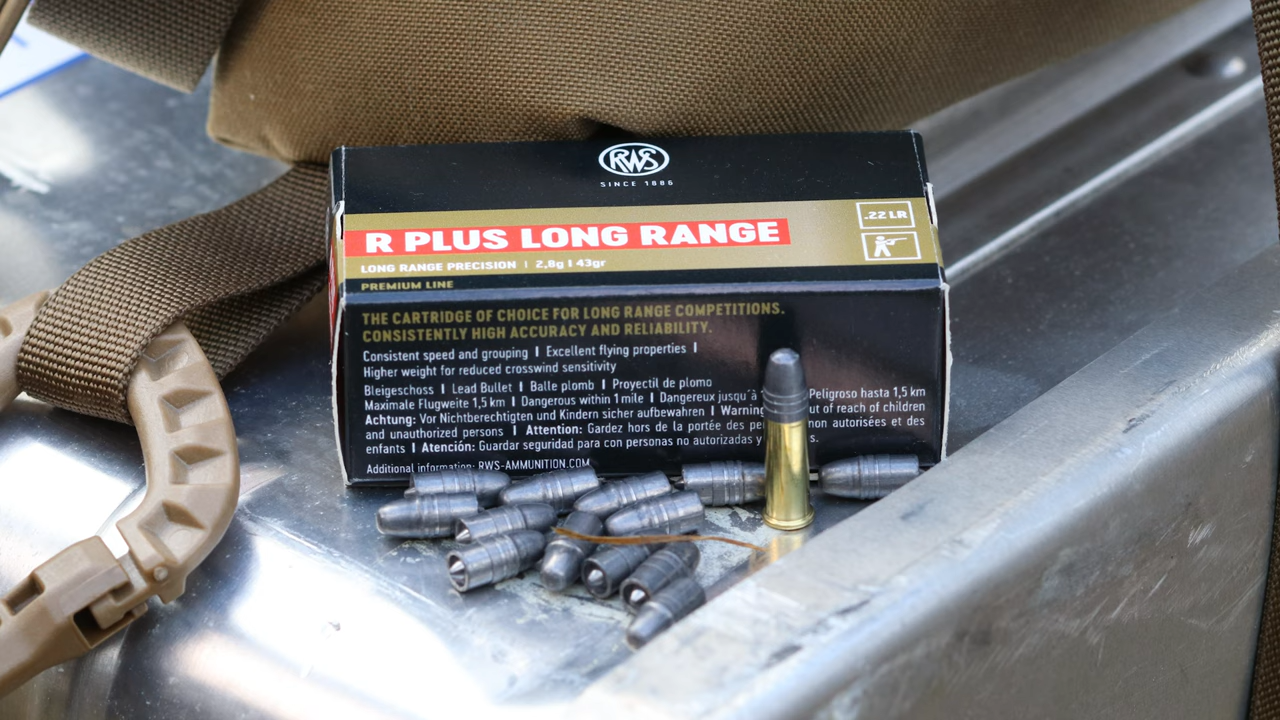 RWS
SINCE 1886
.22 LR
R PLUS LONG RANGE
LONG RANGE PRECISION | 2,8g | 43gr
PREMIUM LINE
THE CARTRIDGE OF CHOICE FOR LONG RANGE COMPETITIONS.
CONSISTENTLY HIGH ACCURACY AND RELIABILITY.
Consistent speed and grouping | Excellent flying properties |
Higher weight for reduced crosswind sensitivity
Bleigeschoss | Lead Bullet | Balle plomb | Proyectil de plomo
Maximale Flugweite 1,5 km | Dangerous within 1 mile | Dangereux jusqu'à Peligroso hasta 1,5 km
Achtung: Vor Nichtberechtigten und Kindern sicher aufbewahren | Warning out of reach of children
and unauthorized persons | Attention: Gardez hors de la portée des non autorisées et des
enfants | Atención: Guardar seguridad para con personas no autorizadas y
Additional information: RWS-AMMUNITION.COM